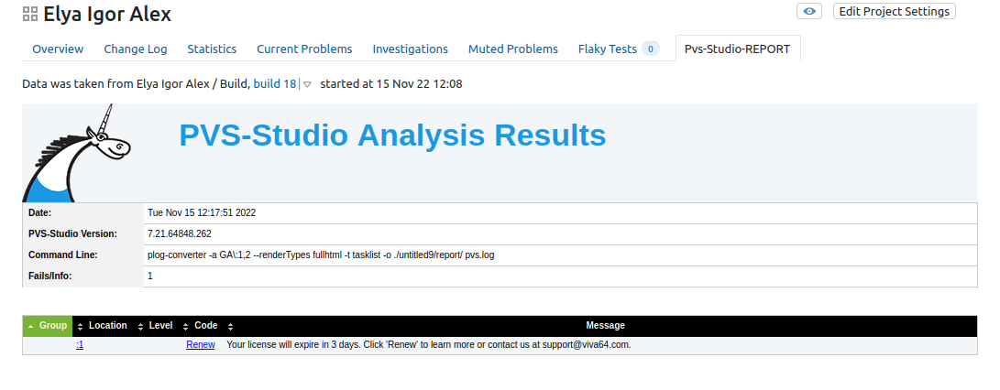 Elya Igor Alex
Edit Project Settings
Overview Change Log Statistics Current Problems Investigations Muted Problems Flaky Tests 0 Pvs-Studio-REPORT
Data was taken from Elya Igor Alex / Build, build 18 started at 15 Nov 22 12:08
PVS-Studio Analysis Results
Date: Tue Nov 15 12:17:51 2022
PVS-Studio Version: 7.21.64848.262
Command Line: plog-converter -a GA\:1,2 --renderTypes fullhtml -t tasklist -o ./untitled9/report/ pvs.log
Fails/Info: 1
Group Location Level Code Message
:1 Renew Your license will expire in 3 days. Click 'Renew' to learn more or contact us at support@viva64.com.